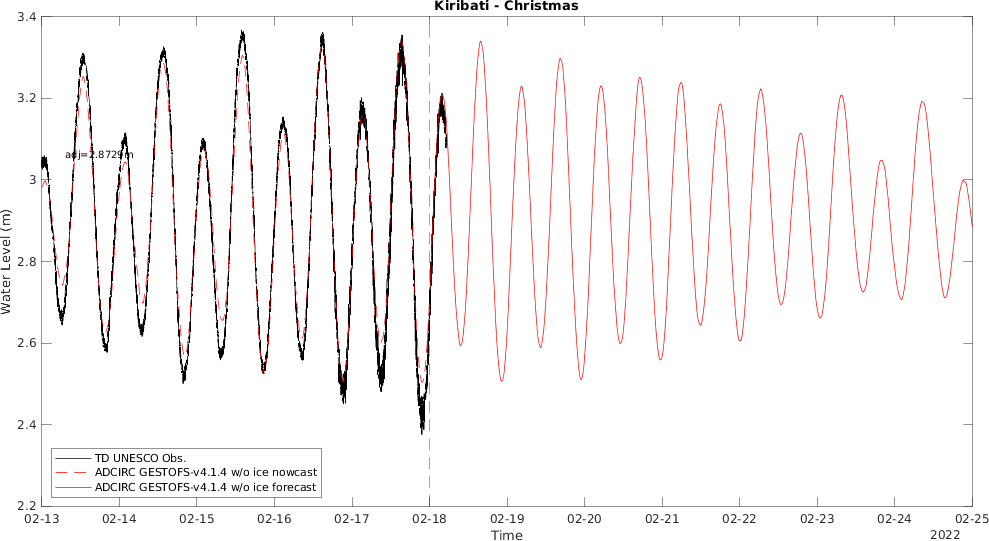 Kiribati - Christmas
Water Level (m)
3.4
3.2
3
2.8
2.6
2.4
2.2
adj=2.8729m
TD UNESCO Obs.
ADCIRC GESTOFS-v4.1.4 w/o ice nowcast
ADCIRC GESTOFS-v4.1.4 w/o ice forecast
02-13 02-14 02-15 02-16 02-17 02-18 02-19 02-20 02-21 02-22 02-23 02-24 02-25
Time
2022